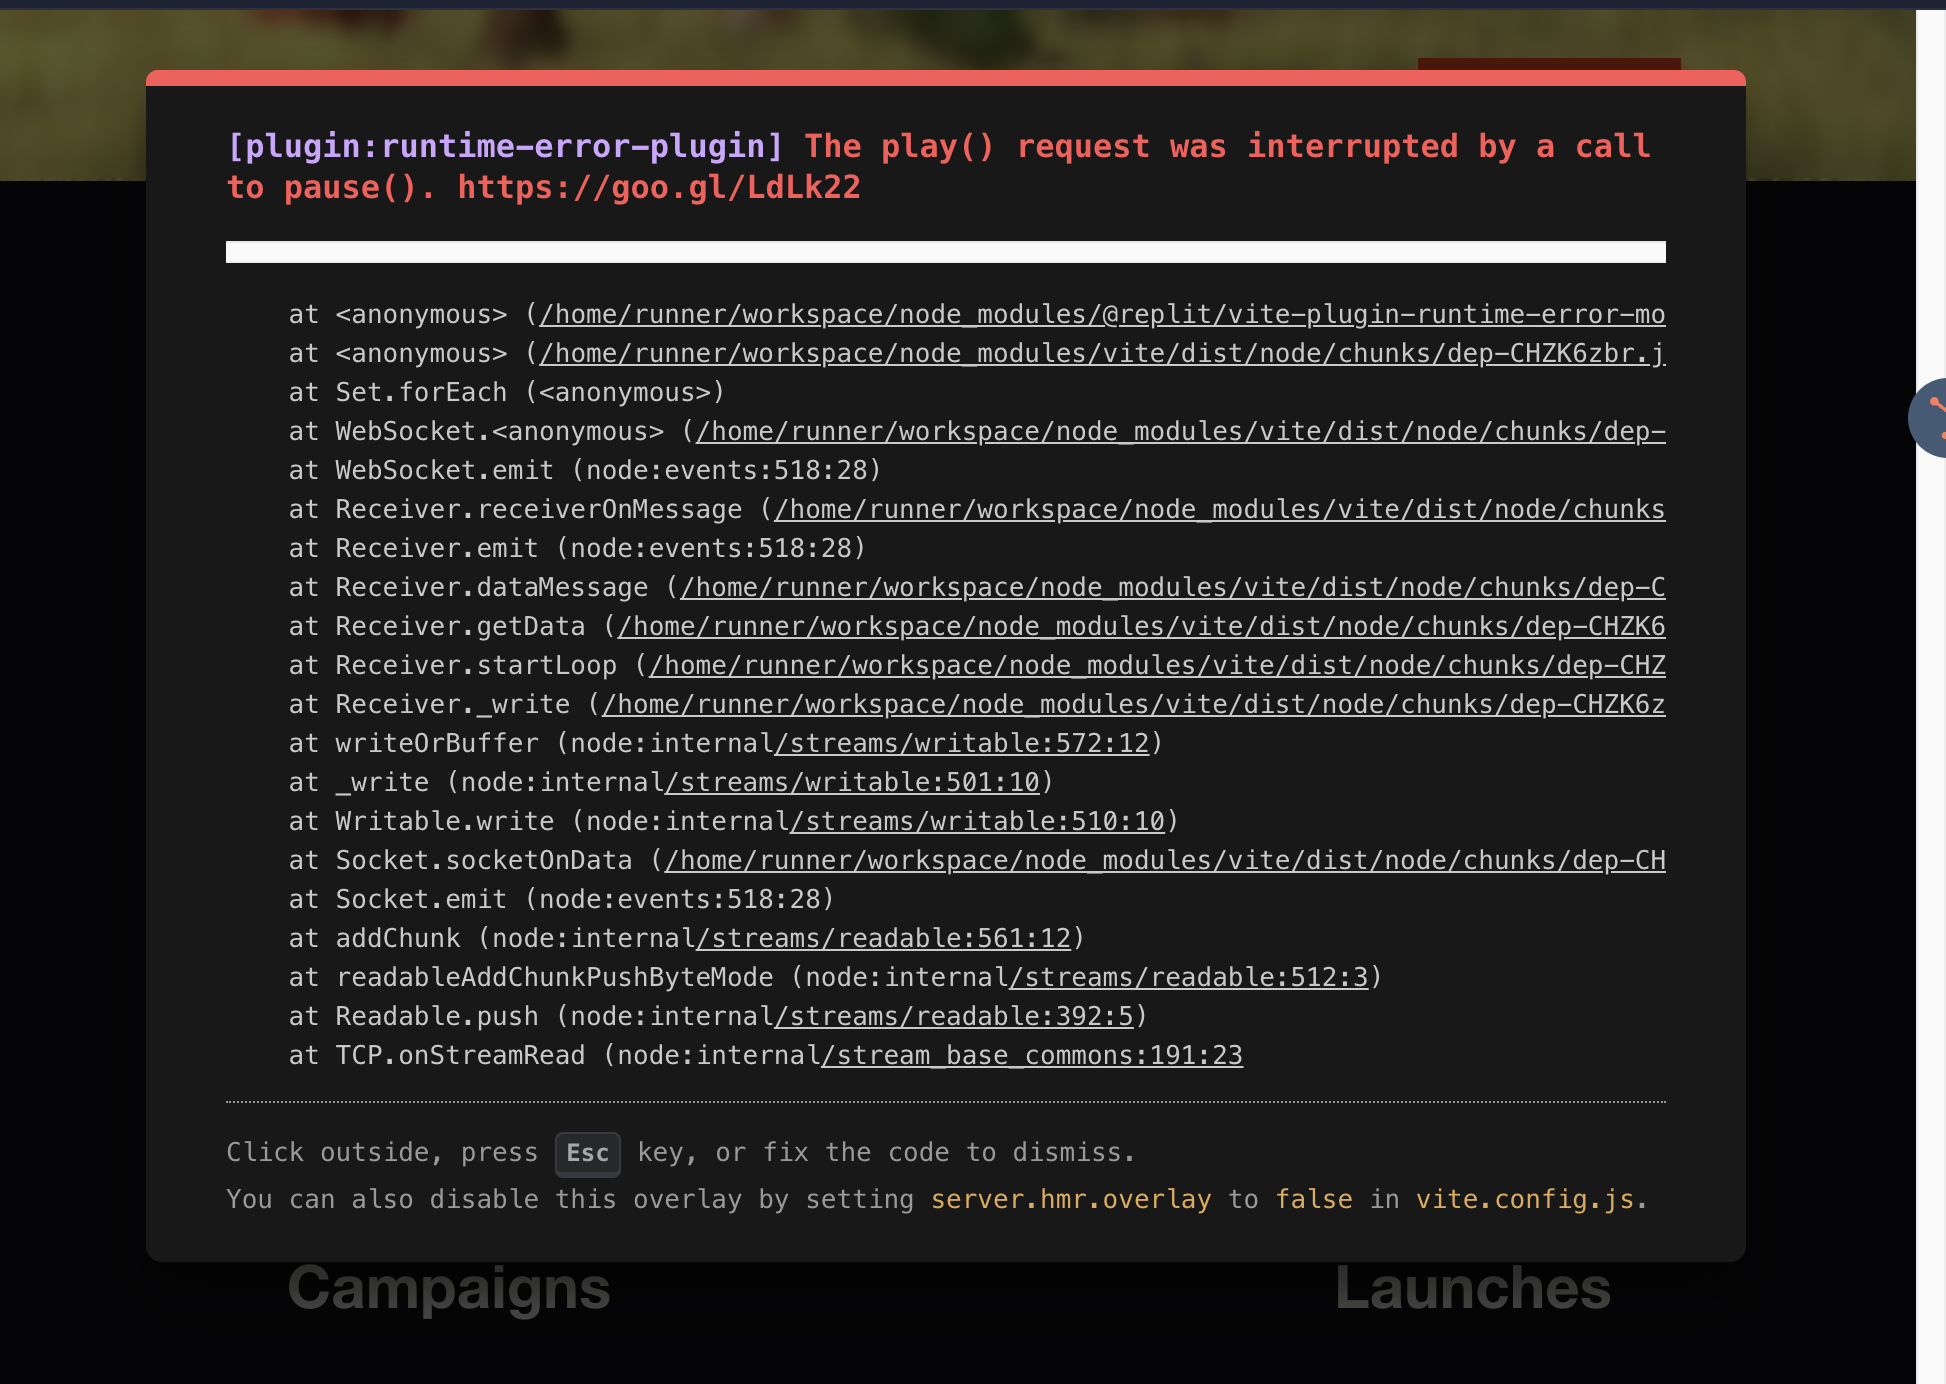 [plugin:runtime-error-plugin] The play() request was interrupted by a call
to pause(). https://goo.gl/LdLk22
at <anonymous> (/home/runner/workspace/node_modules/@replit/vite-plugin-runtime-error-mo
at <anonymous> (/home/runner/workspace/node_modules/vite/dist/node/chunks/dep-CHZK6zbr.j
at Set.forEach (<anonymous>)
at WebSocket.<anonymous> (/home/runner/workspace/node_modules/vite/dist/node/chunks/dep-
at WebSocket.emit (node:events:518:28)
at Receiver.receiverOnMessage (/home/runner/workspace/node_modules/vite/dist/node/chunks
at Receiver.emit (node:events:518:28)
at Receiver.dataMessage (/home/runner/workspace/node_modules/vite/dist/node/chunks/dep-C
at Receiver.getData (/home/runner/workspace/node_modules/vite/dist/node/chunks/dep-CHZK6
at Receiver.startLoop (/home/runner/workspace/node_modules/vite/dist/node/chunks/dep-CHZ
at Receiver._write (/home/runner/workspace/node_modules/vite/dist/node/chunks/dep-CHZK6z
at writeOrBuffer (node:internal/streams/writable:572:12)
at _write (node:internal/streams/writable:501:10)
at Writable.write (node:internal/streams/writable:510:10)
at Socket.socketOnData (/home/runner/workspace/node_modules/vite/dist/node/chunks/dep-CH
at Socket.emit (node:events:518:28)
at addChunk (node:internal/streams/readable:561:12)
at readableAddChunkPushByteMode (node:internal/streams/readable:512:3)
at Readable.push (node:internal/streams/readable:392:5)
at TCP.onStreamRead (node:internal/stream_base_commons:191:23
Click outside, press Esc key, or fix the code to dismiss.
You can also disable this overlay by setting server.hmr.overlay to false in vite.config.js.
Campaigns
Launches